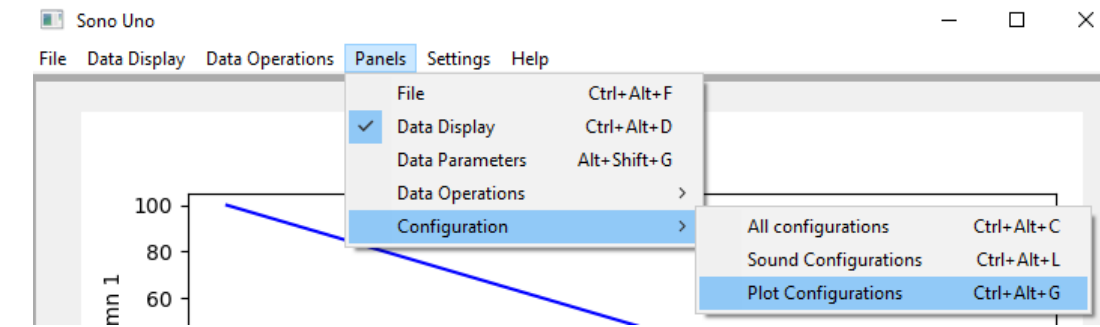 Sono Uno
File Data Display Data Operations Panels Settings Help
File Ctrl+Alt+F
Data Display Ctrl+Alt+D
Data Parameters Alt+Shift+G
Data Operations
Configuration
All configurations Ctrl+Alt+C
Sound Configurations Ctrl+Alt+L
Plot Configurations Ctrl+Alt+G
100
80
60
mn 1